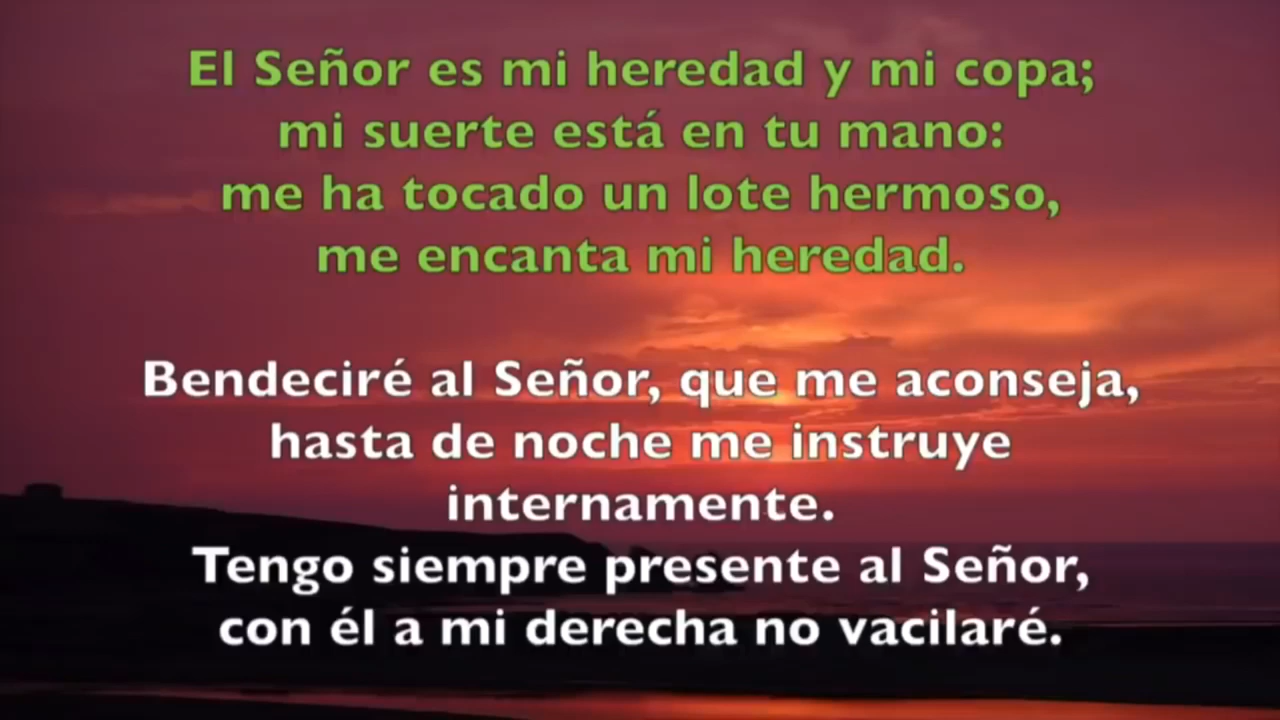 El Señor es mi heredad y mi copa;
mi suerte está en tu mano:
me ha tocado un lote hermoso,
me encanta mi heredad.
Bendeciré al Señor, que me aconseja,
hasta de noche me instruye
internamente.
Tengo siempre presente al Señor,
con él a mi derecha no vacilaré.